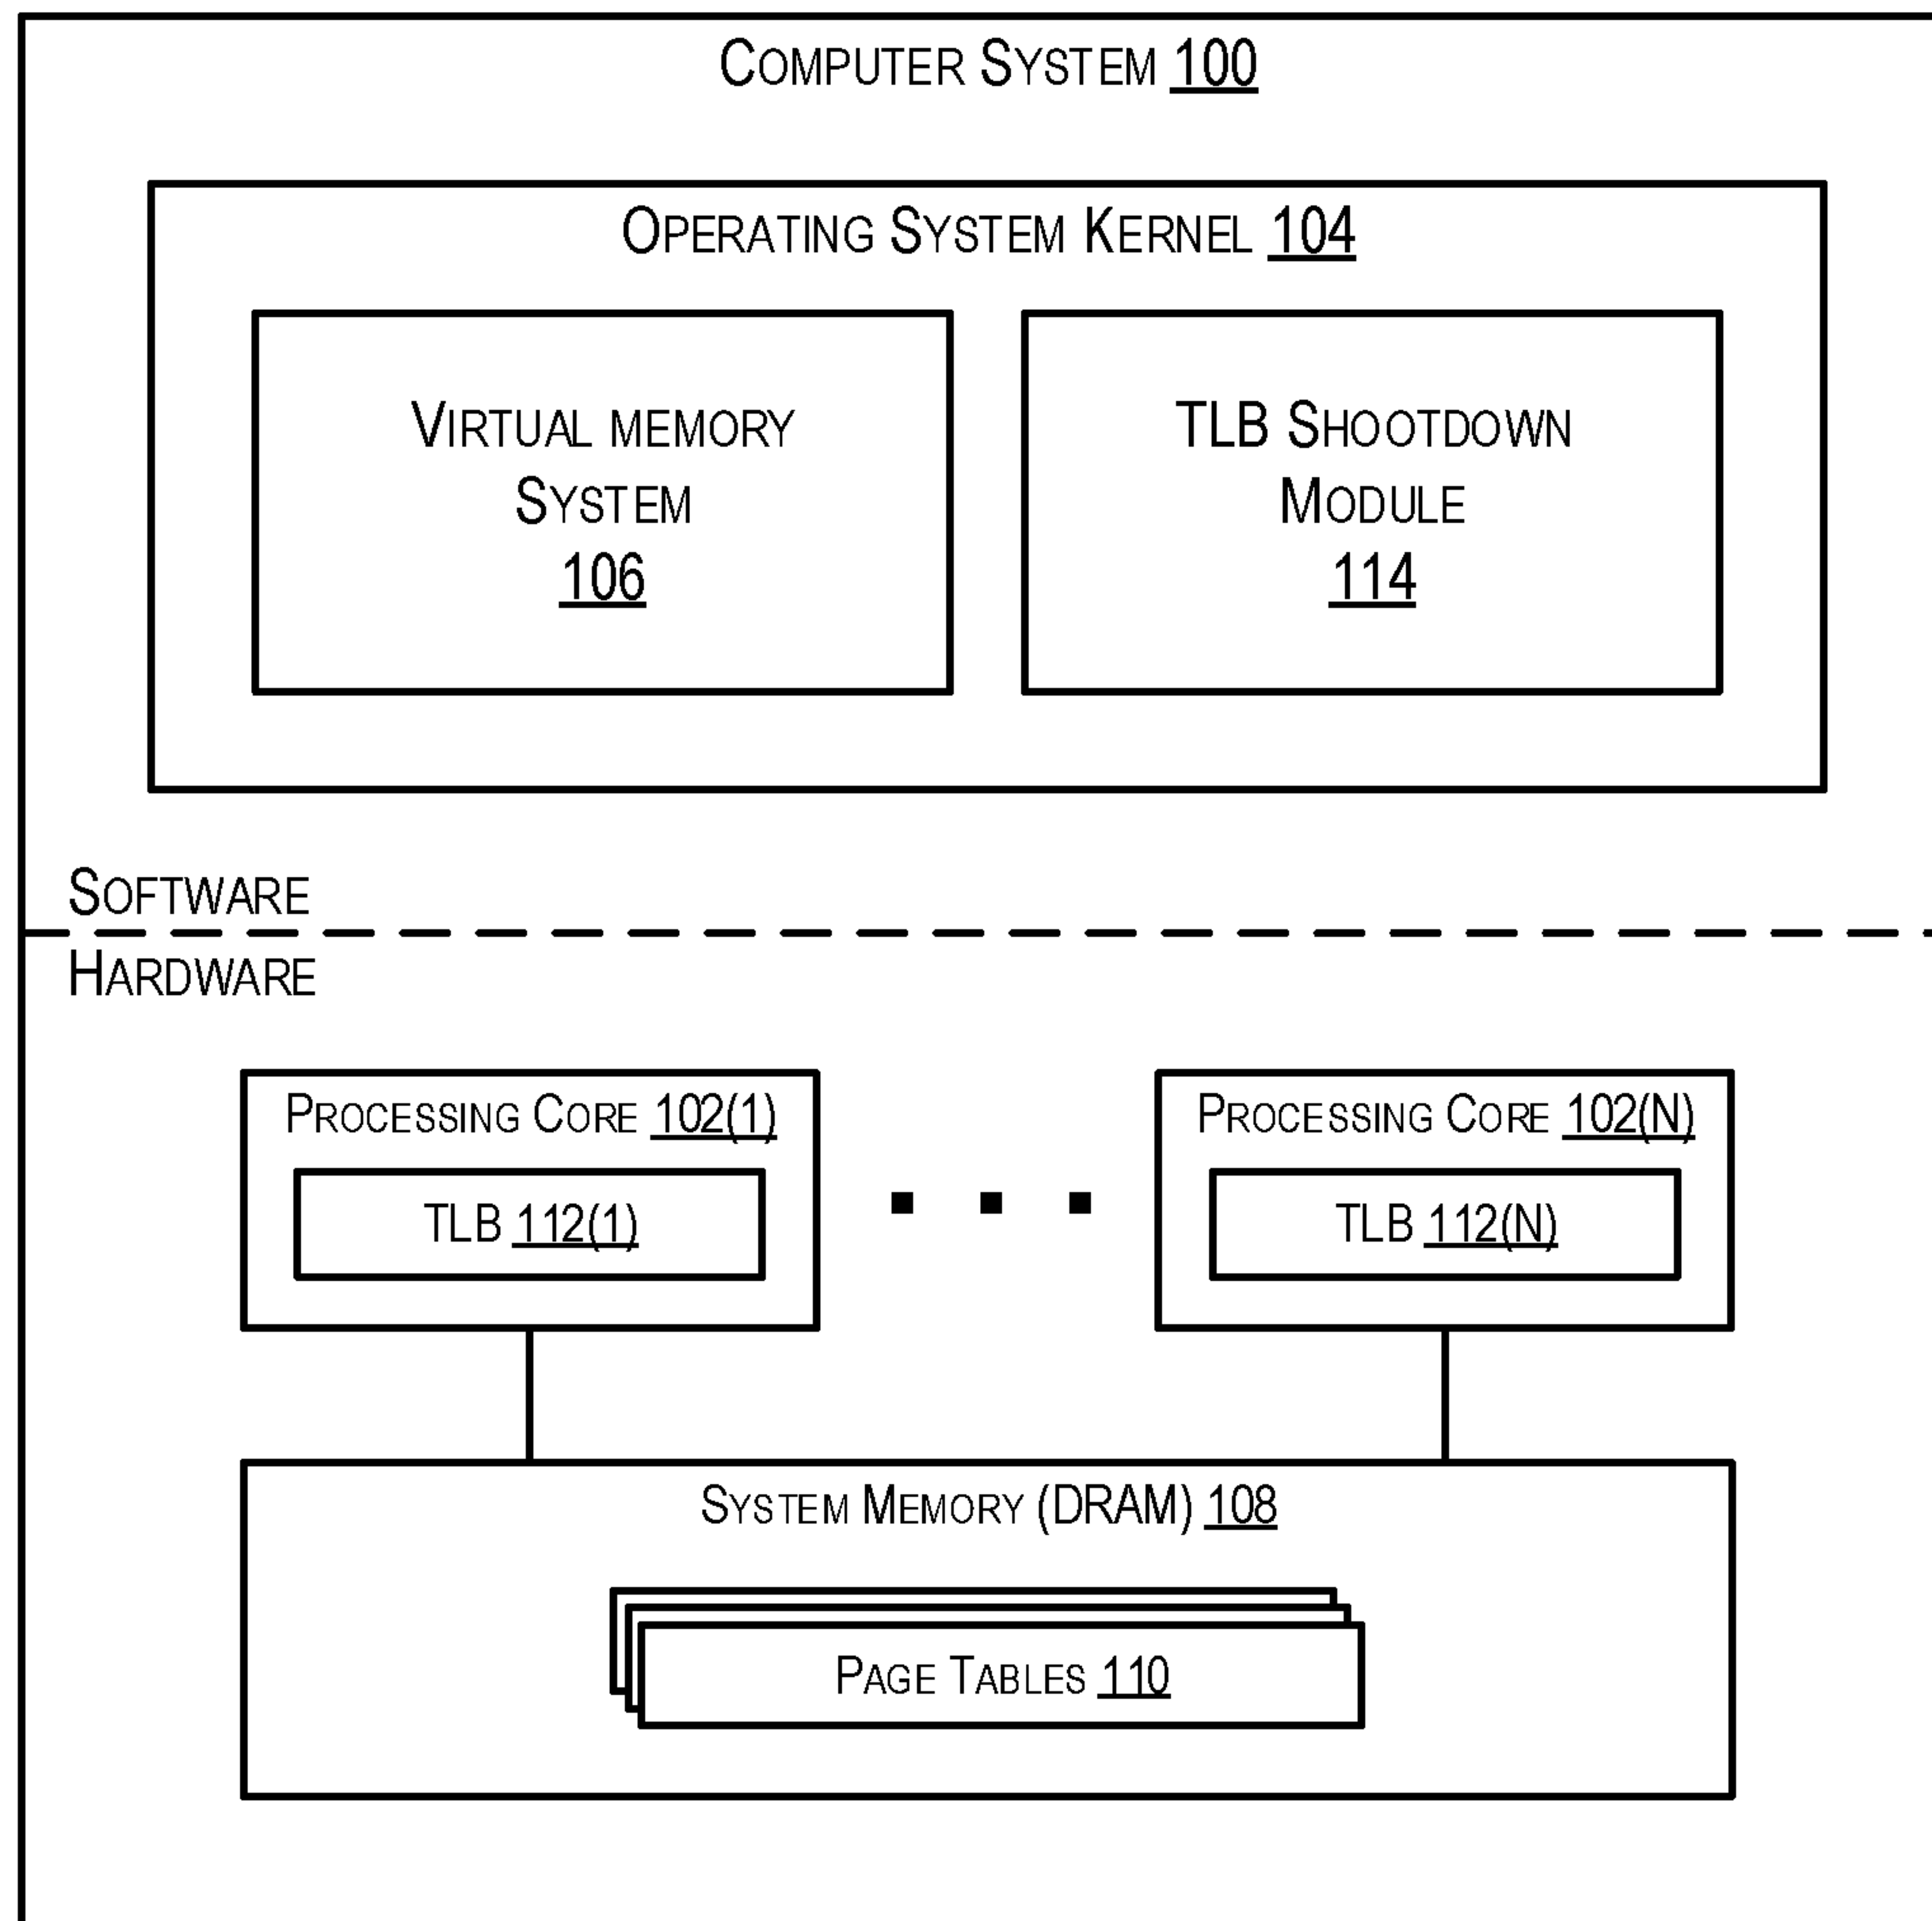 COMPUTER SYSTEM 100
OPERATING SYSTEM KERNEL 104
VIRTUAL MEMORY
SYSTEM
106
TLB SHOOTDOWN
MODULE
114
SOFTWARE
HARDWARE
PROCESSING CORE 102(1)
TLB 112(1)
PROCESSING CORE 102(N)
TLB 112(N)
SYSTEM MEMORY (DRAM) 108
PAGE TABLES 110